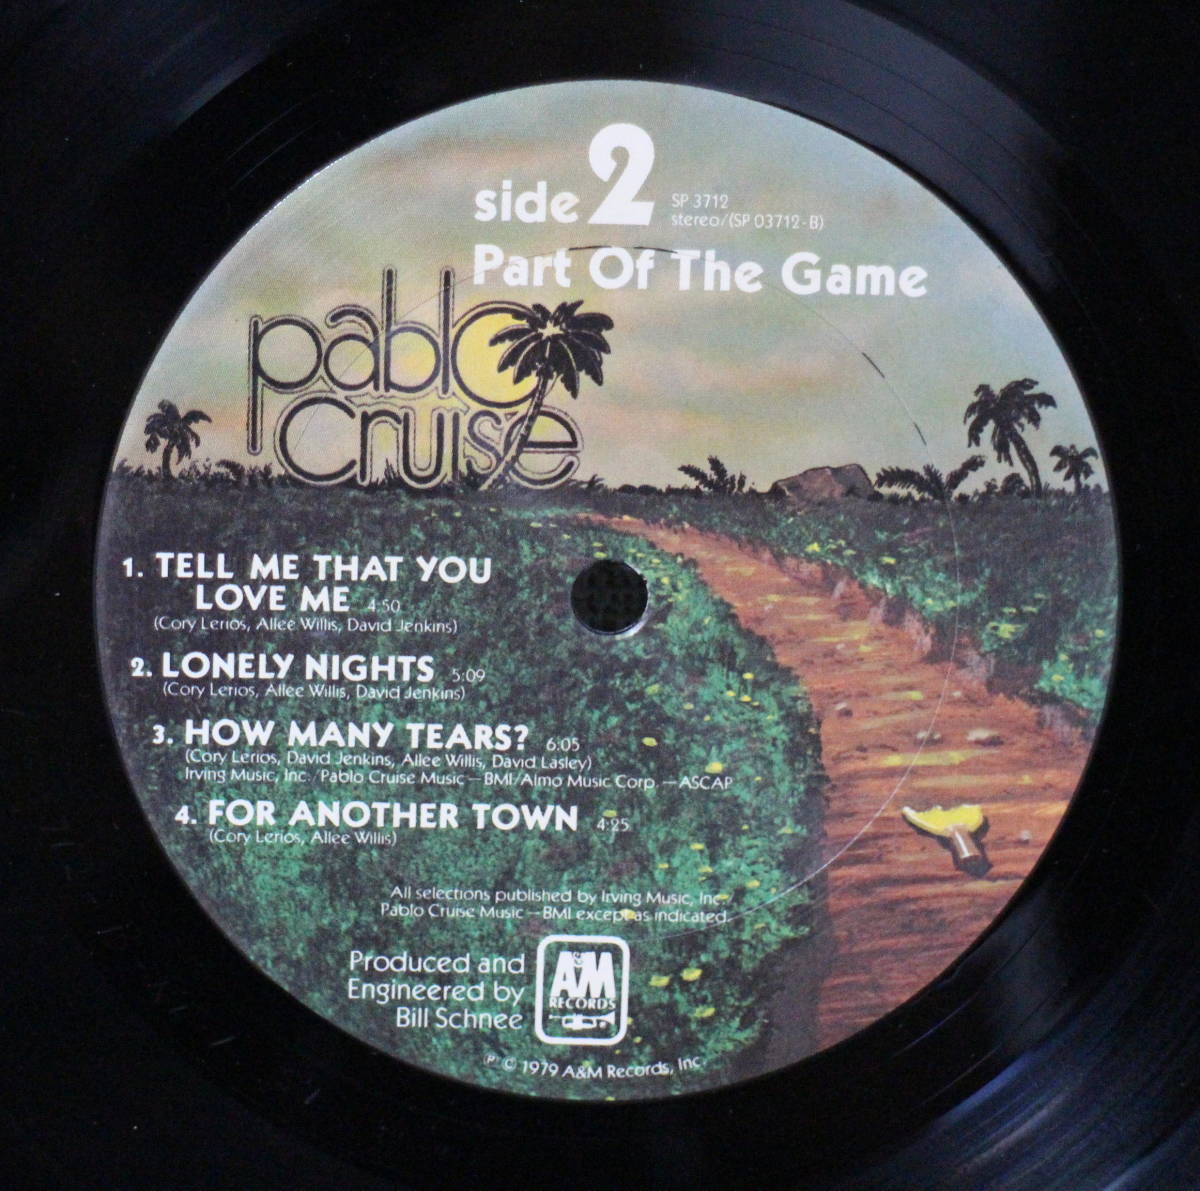 side 2
SP 3712
stereo/(SP 03712-B)
Part Of The Game
pablo
cruise
1. TELL ME THAT YOU
LOVE ME 4:50
(Cory Lerios, Allee Willis, David Jenkins)
2. LONELY NIGHTS 5:09
(Cory Lerios, Allee Willis, David Jenkins)
3. HOW MANY TEARS? 6:05
(Cory Lerios, David Jenkins, Allee Willis, David Lasley)
Irving Music, Inc./Pablo Cruise Music—BMI/Almo Music Corp.—ASCAP
4. FOR ANOTHER TOWN 4:25
(Cory Lerios, Allee Willis)
All selections published by Irving Music, Inc./
Pablo Cruise Music—BMI except as indicated.
Produced and
Engineered by
Bill Schnee
A&M
RECORDS
℗ © 1979 A&M Records, Inc.